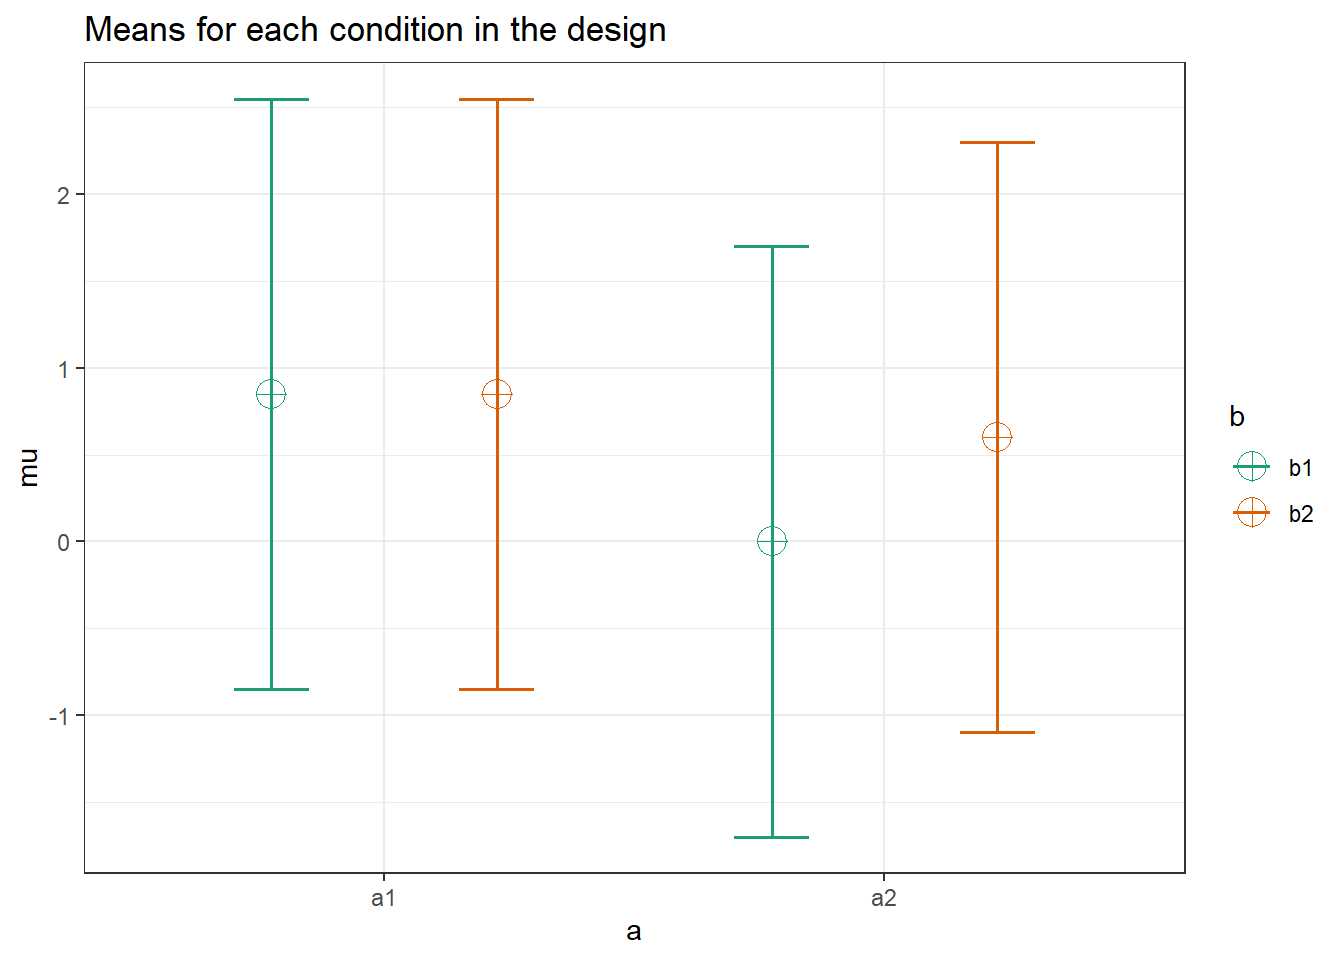 Means for each condition in the design
2
1
0
-1
mu
a1
a2
a
b
b1
b2